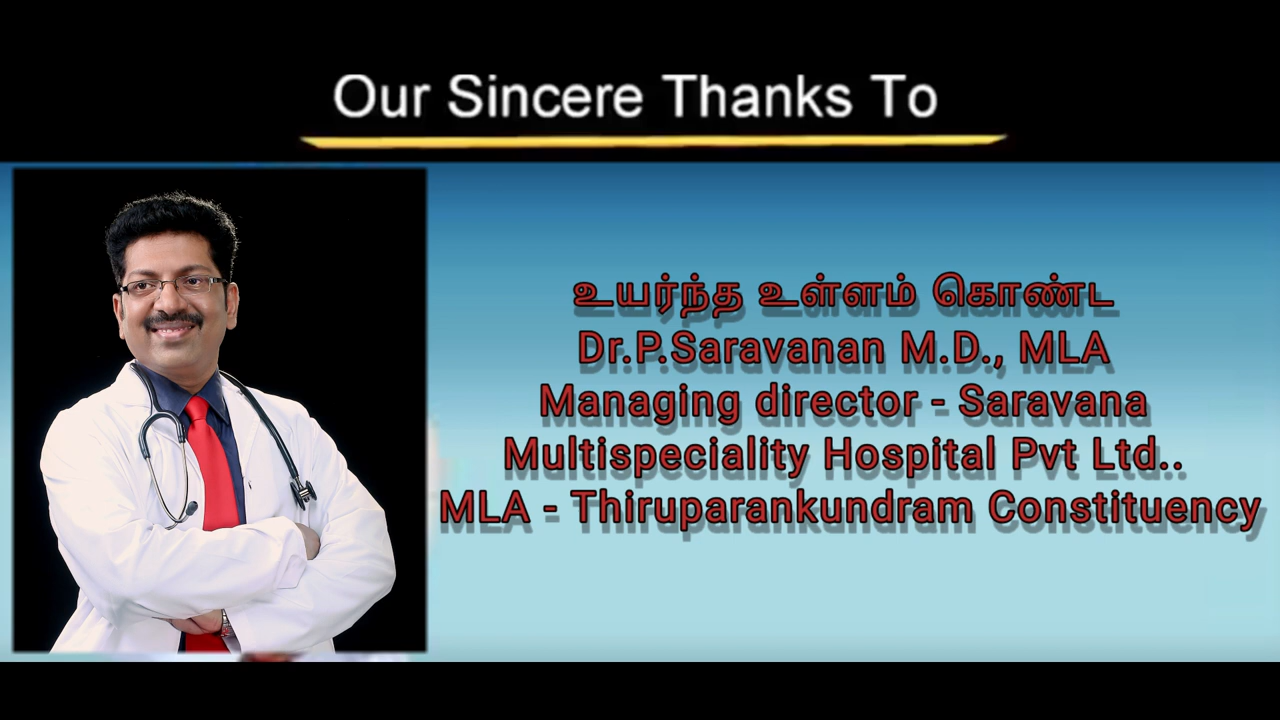 Our Sincere Thanks To
உயர்ந்த உள்ளம் கொண்ட
Dr.P.Saravanan M.D., MLA
Managing director - Saravana
Multispeciality Hospital Pvt Ltd..
MLA - Thiruparankundram Constituency